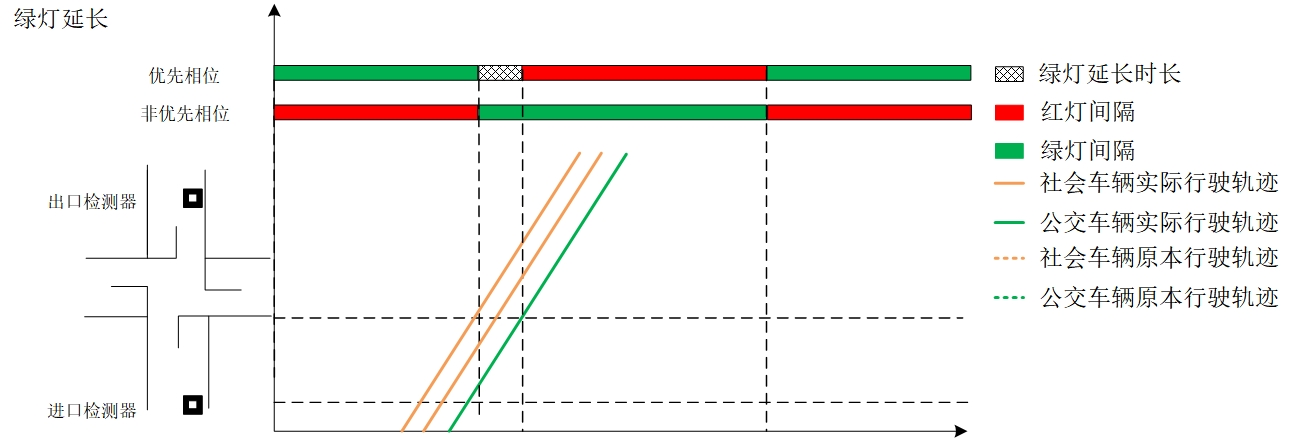 绿灯延长
优先相位
非优先相位
出口检测器
进口检测器
绿灯延长时长
红灯间隔
绿灯间隔
社会车辆实际行驶轨迹
公交车辆实际行驶轨迹
社会车辆原本行驶轨迹
公交车辆原本行驶轨迹